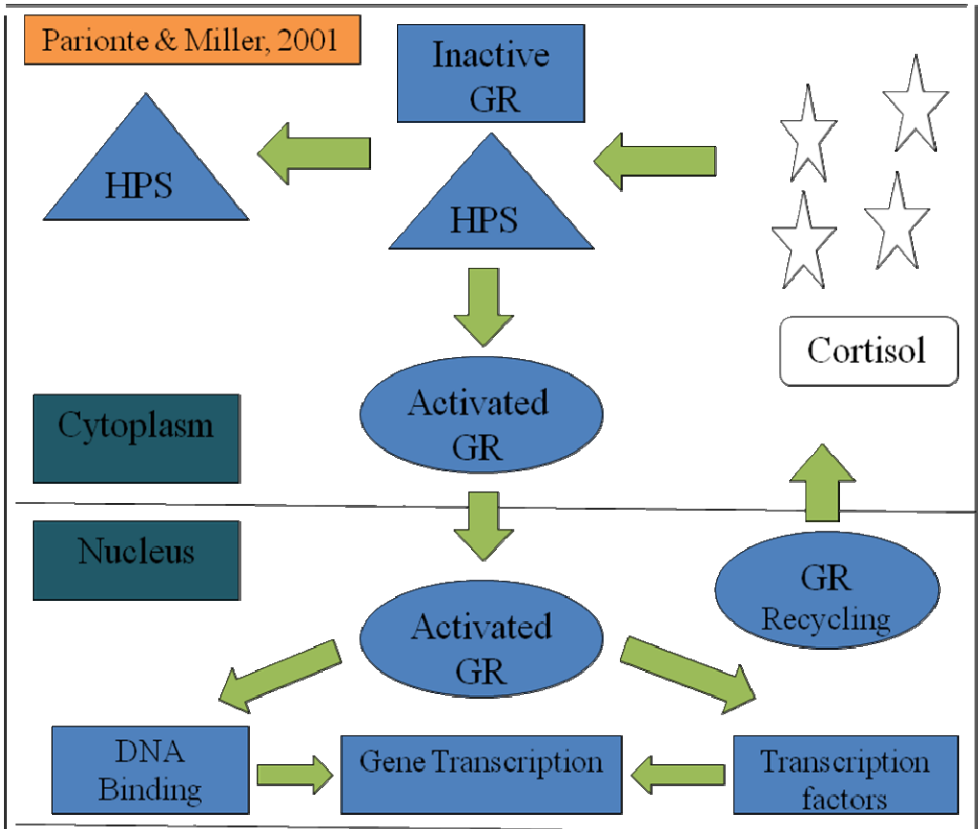 Parionte & Miller, 2001
Inactive
GR
HPS
HPS
Cortisol
Activated
GR
Cytoplasm
Nucleus
Activated
GR
GR
Recycling
DNA
Binding
Gene Transcription
Transcription
factors